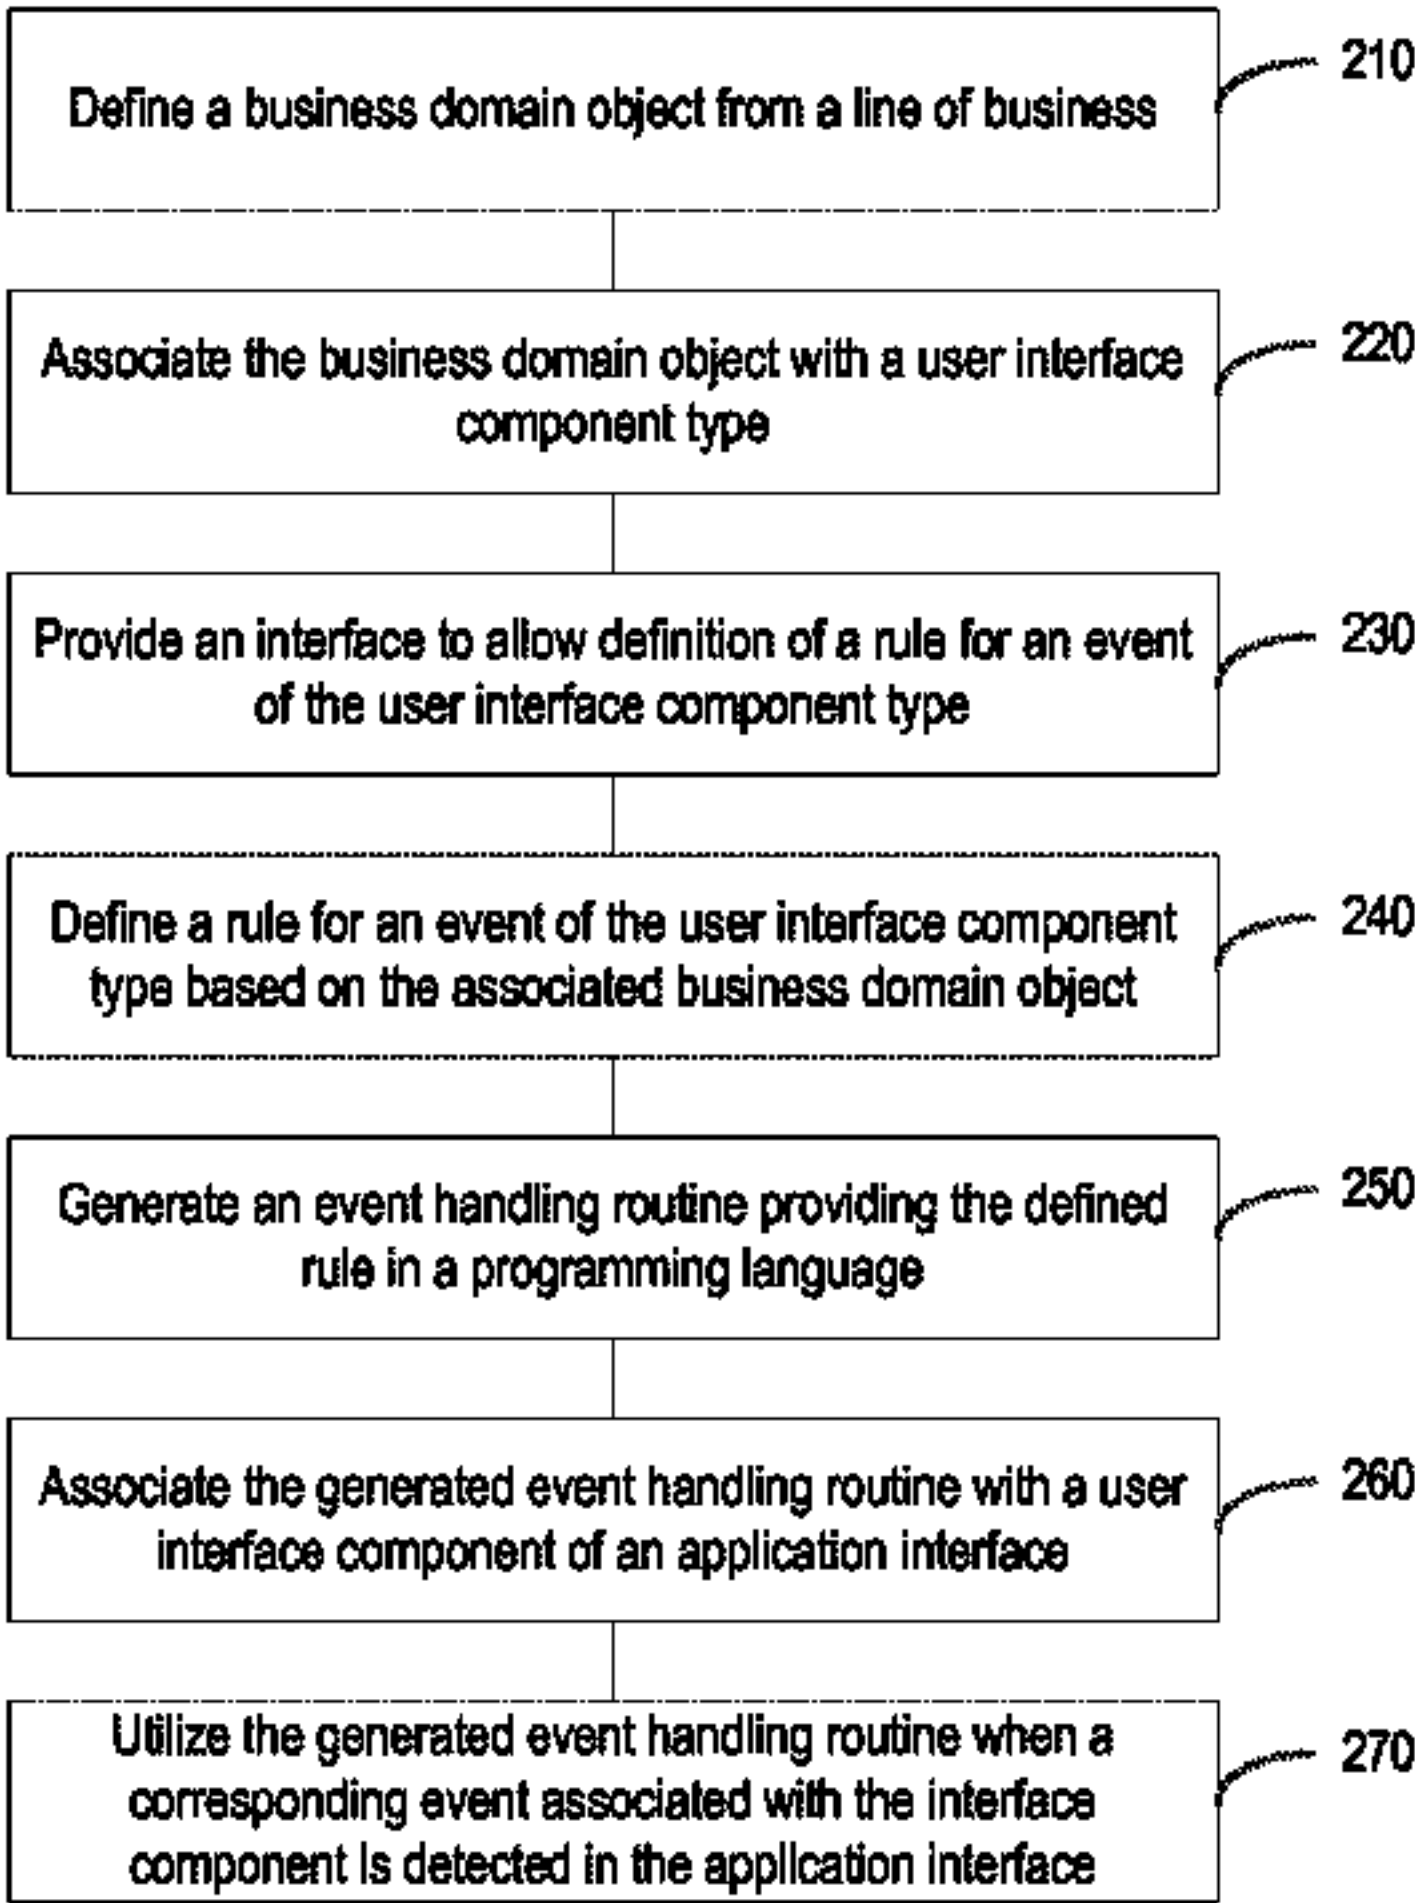 Define a business domain object from a line of business
210
Associate the business domain object with a user interface
component type
220
Provide an interface to allow definition of a rule for an event
of the user interface component type
230
Define a rule for an event of the user interface component
type based on the associated business domain object
240
Generate an event handling routine providing the defined
rule in a programming language
250
Associate the generated event handling routine with a user
interface component of an application interface
260
Utilize the generated event handling routine when a
corresponding event associated with the interface
component is detected in the application interface
270